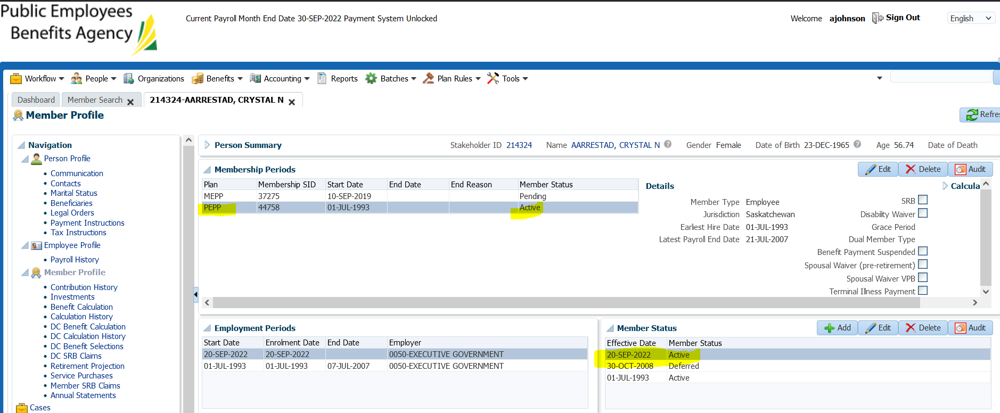 Public Employees
Benefits Agency
Current Payroll Month End Date 30-SEP-2022 Payment System Unlocked
Welcome ajohnson Sign Out English
Workflow People Organizations Benefits Accounting Reports Batches Plan Rules Tools
Dashboard Member Search 214324-AARRESTAD, CRYSTAL N
Member Profile
Refres
Navigation
Person Profile
Communication
Contacts
Marital Status
Beneficiaries
Legal Orders
Payment Instructions
Tax Instructions
Employee Profile
Payroll History
Member Profile
Contribution History
Investments
Benefit Calculation
Calculation History
DC Benefit Calculation
DC Calculation History
DC Benefit Selections
DC SRB Claims
Retirement Projection
Service Purchases
Member SRB Claims
Annual Statements
Cases
Person Summary Stakeholder ID 214324 Name AARRESTAD, CRYSTAL N Gender Female Date of Birth 23-DEC-1965 Age 56.74 Date of Death
Membership Periods Edit Delete Audit
Plan Membership SID Start Date End Date End Reason Member Status
MEPP 37275 10-SEP-2019 Pending
PEPP 44758 01-JUL-1993 Active
Details Calcula
Member Type Employee SRB
Jurisdiction Saskatchewan Disability Waiver
Earliest Hire Date 01-JUL-1993 Grace Period
Latest Payroll End Date 21-JUL-2007 Dual Member Type
Benefit Payment Suspended
Spousal Waiver (pre-retirement)
Spousal Waiver VPB
Terminal Illness Payment
Employment Periods
Start Date Enrolment Date End Date Employer
20-SEP-2022 20-SEP-2022 0050-EXECUTIVE GOVERNMENT
01-JUL-1993 01-JUL-1993 07-JUL-2007 0050-EXECUTIVE GOVERNMENT
Member Status Add Edit Delete Audit
Effective Date Member Status
20-SEP-2022 Active
30-OCT-2008 Deferred
01-JUL-1993 Active